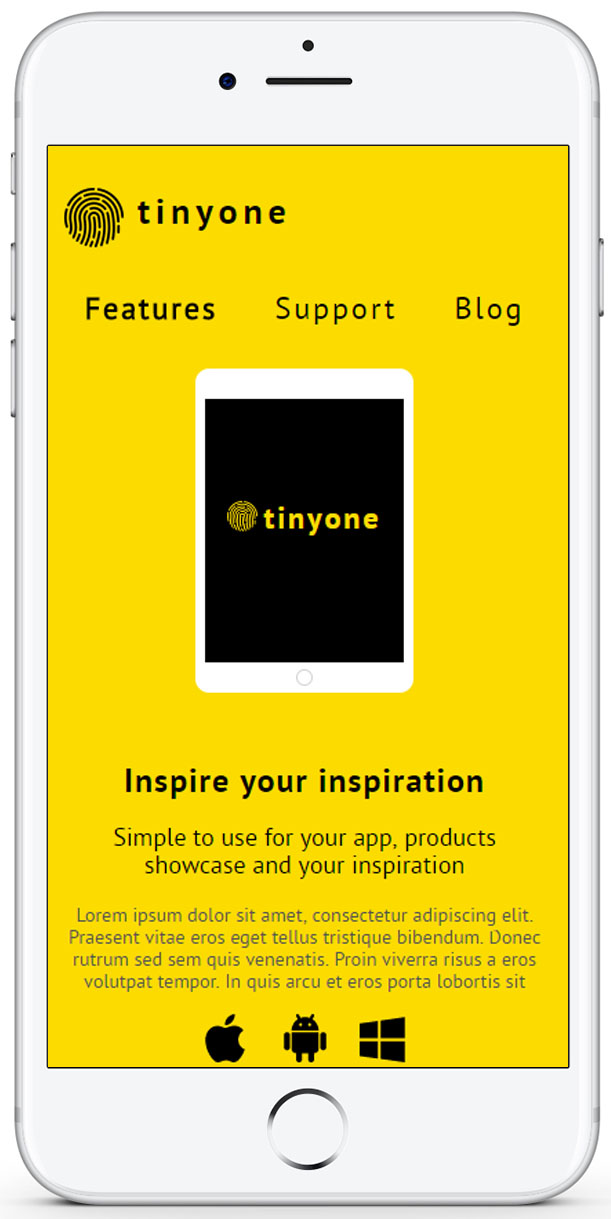 tinyone
Features Support Blog
tinyone
Inspire your inspiration
Simple to use for your app, products
showcase and your inspiration
Lorem ipsum dolor sit amet, consectetur adipiscing elit.
Praesent vitae eros eget tellus tristique bibendum. Donec
rutrum sed sem quis venenatis. Proin viverra risus a eros
volutpat tempor. In quis arcu et eros porta lobortis sit